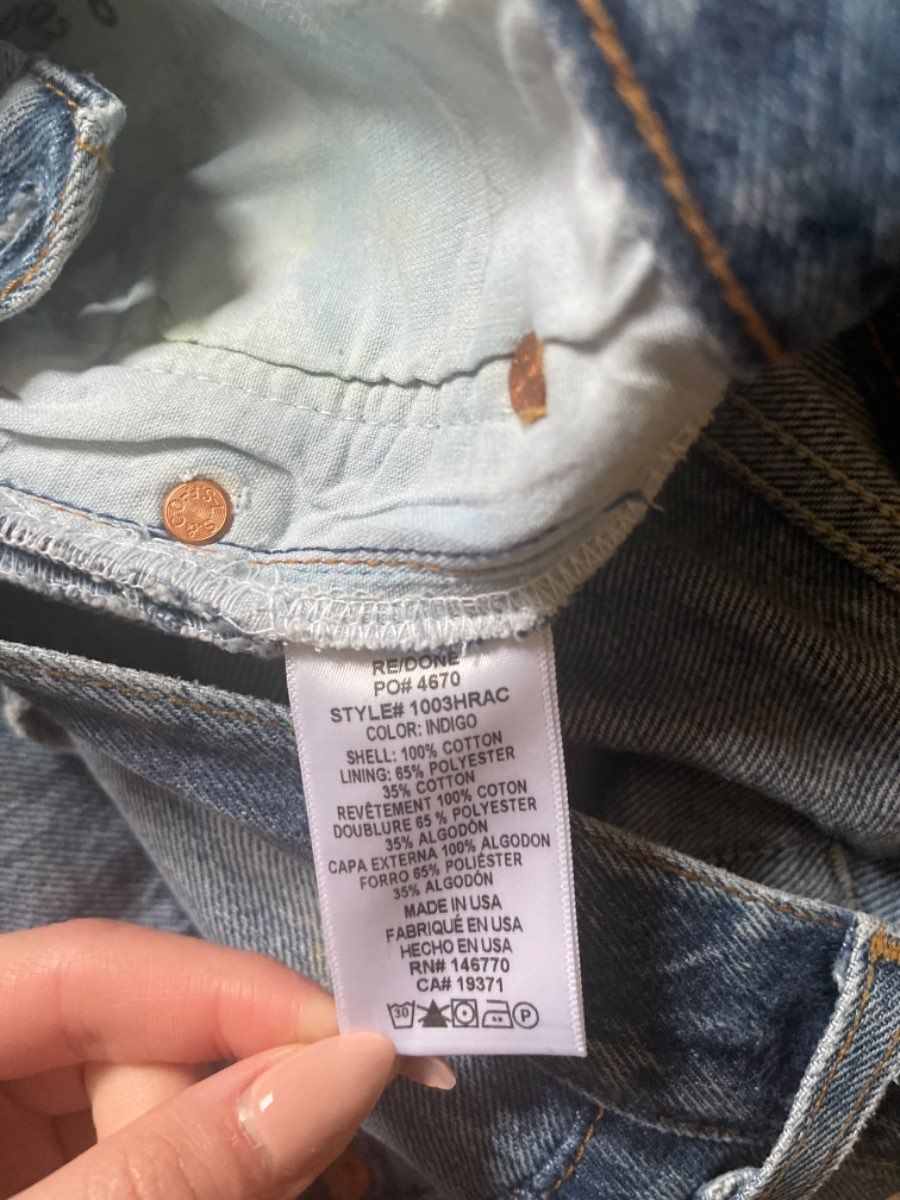 RE/DONE
PO# 4670
STYLE# 1003HRAC
COLOR: INDIGO
SHELL: 100% COTTON
LINING: 65% POLYESTER
35% COTTON
REVÊTEMENT 100% COTON
DOUBLURE 65 % POLYESTER
35% ALGODÓN
CAPA EXTERNA 100% ALGODON
FORRO 65% POLIÉSTER
35% ALGODÓN
MADE IN USA
FABRIQUÉ EN USA
HECHO EN USA
RN# 146770
CA# 19371
30
P